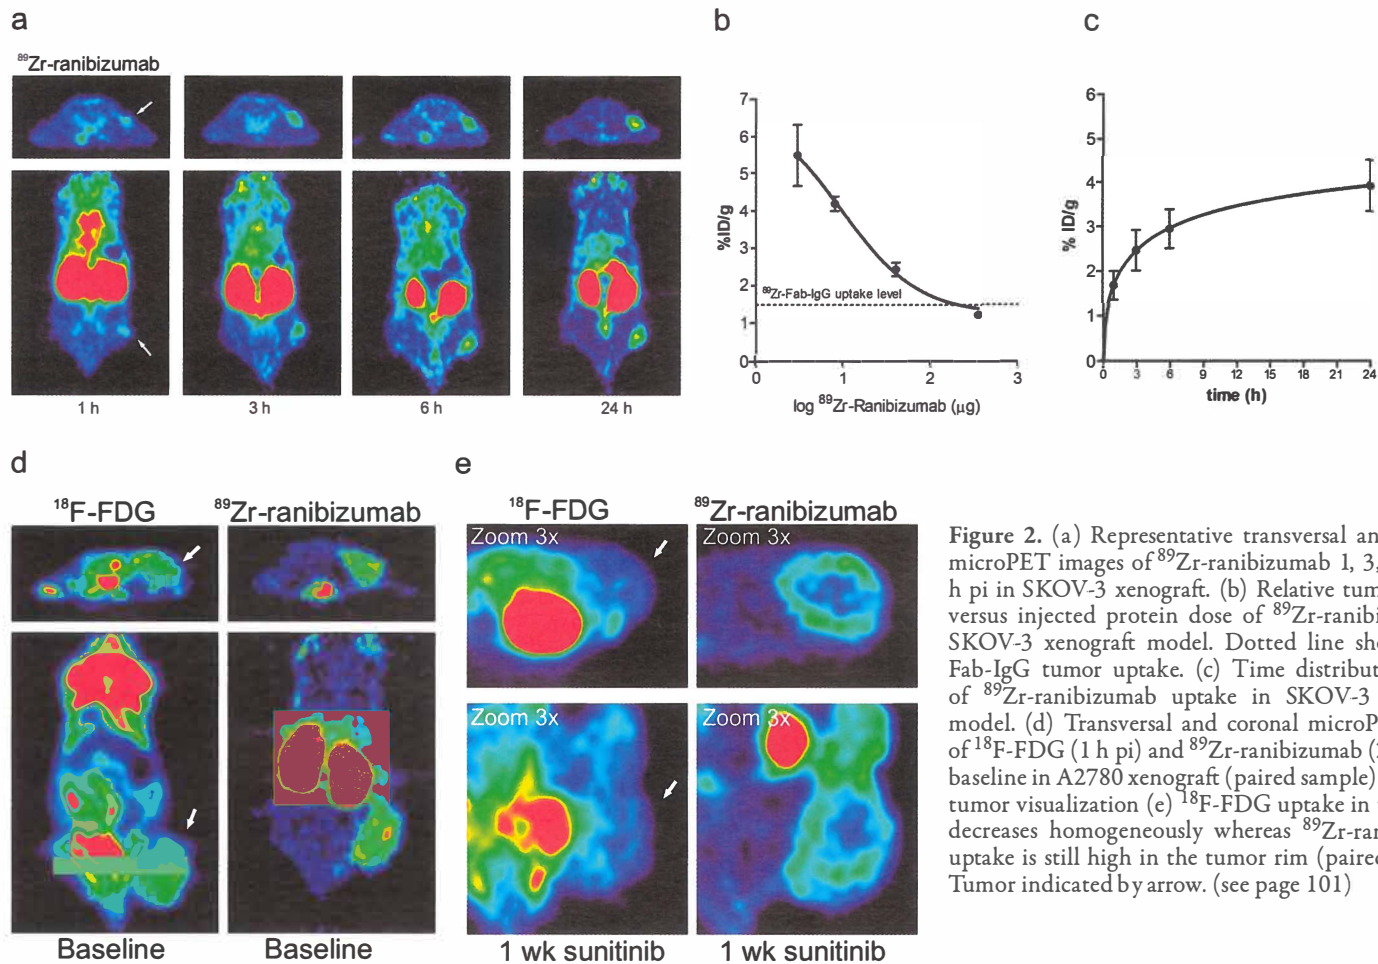 a
⁸⁹Zr-ranibizumab
1 h
3 h
6 h
24 h
b
7
6
5
4
3
2
1
0
%ID/g
⁸⁹Zr-Fab-IgG uptake level
0
1
2
3
log ⁸⁹Zr-Ranibizumab (µg)
c
6
5
4
3
2
1
0
% ID/g
0
3
6
9
12
15
18
21
24
time (h)
d
¹⁸F-FDG
⁸⁹Zr-ranibizumab
Baseline
Baseline
e
¹⁸F-FDG
⁸⁹Zr-ranibizumab
Zoom 3x
Zoom 3x
Zoom 3x
Zoom 3x
1 wk sunitinib
1 wk sunitinib
Figure 2. (a) Representative transversal an
microPET images of ⁸⁹Zr-ranibizumab 1, 3,
h pi in SKOV-3 xenograft. (b) Relative tum
versus injected protein dose of ⁸⁹Zr-ranibi
SKOV-3 xenograft model. Dotted line sho
Fab-IgG tumor uptake. (c) Time distribut
of ⁸⁹Zr-ranibizumab uptake in SKOV-3
model. (d) Transversal and coronal microP
of ¹⁸F-FDG (1 h pi) and ⁸⁹Zr-ranibizumab (
baseline in A2780 xenograft (paired sample)
tumor visualization (e) ¹⁸F-FDG uptake in
decreases homogeneously whereas ⁸⁹Zr-ran
uptake is still high in the tumor rim (paired
Tumor indicated by arrow. (see page 101)